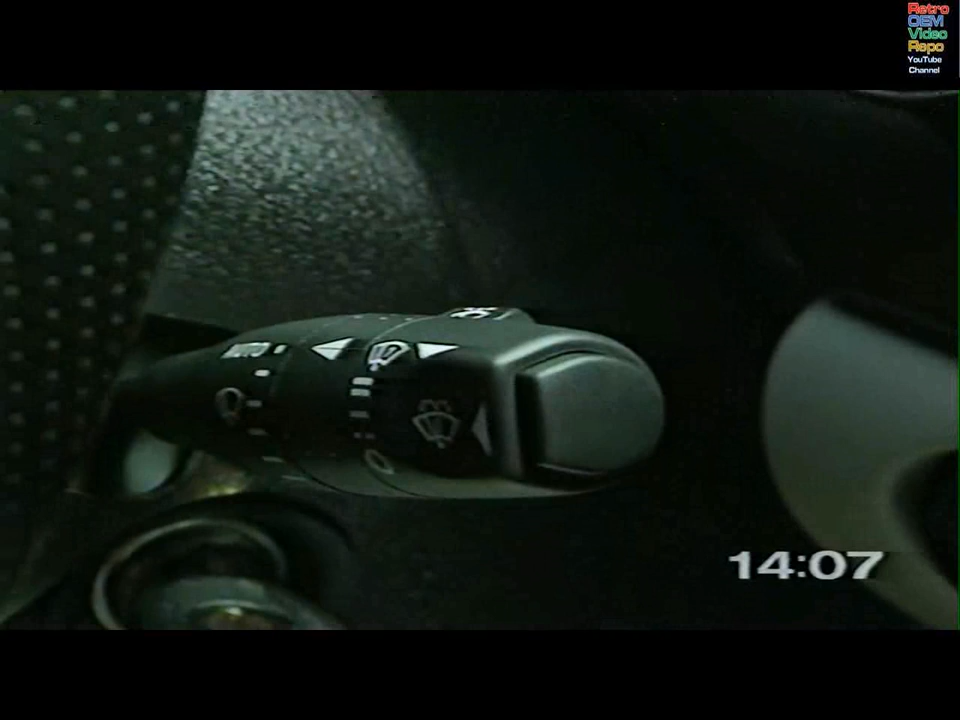 Retro
OEM
Video
Repo
YouTube
Channel
AUTO
14:07